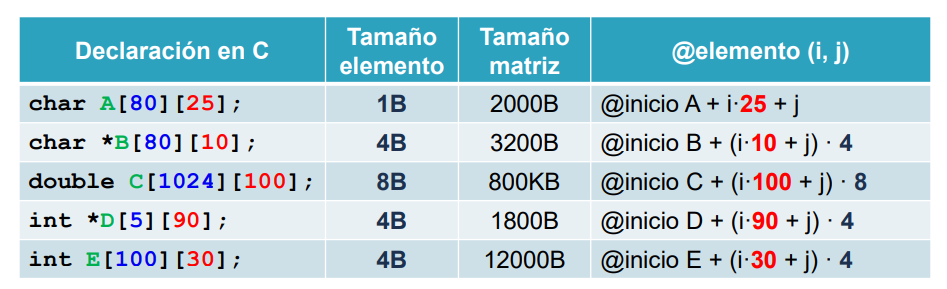 Declaración en C Tamaño elemento Tamaño matriz @elemento (i, j)
char A[80][25]; 1B 2000B @inicio A + i·25 + j
char *B[80][10]; 4B 3200B @inicio B + (i·10 + j) · 4
double C[1024][100]; 8B 800KB @inicio C + (i·100 + j) · 8
int *D[5][90]; 4B 1800B @inicio D + (i·90 + j) · 4
int E[100][30]; 4B 12000B @inicio E + (i·30 + j) · 4